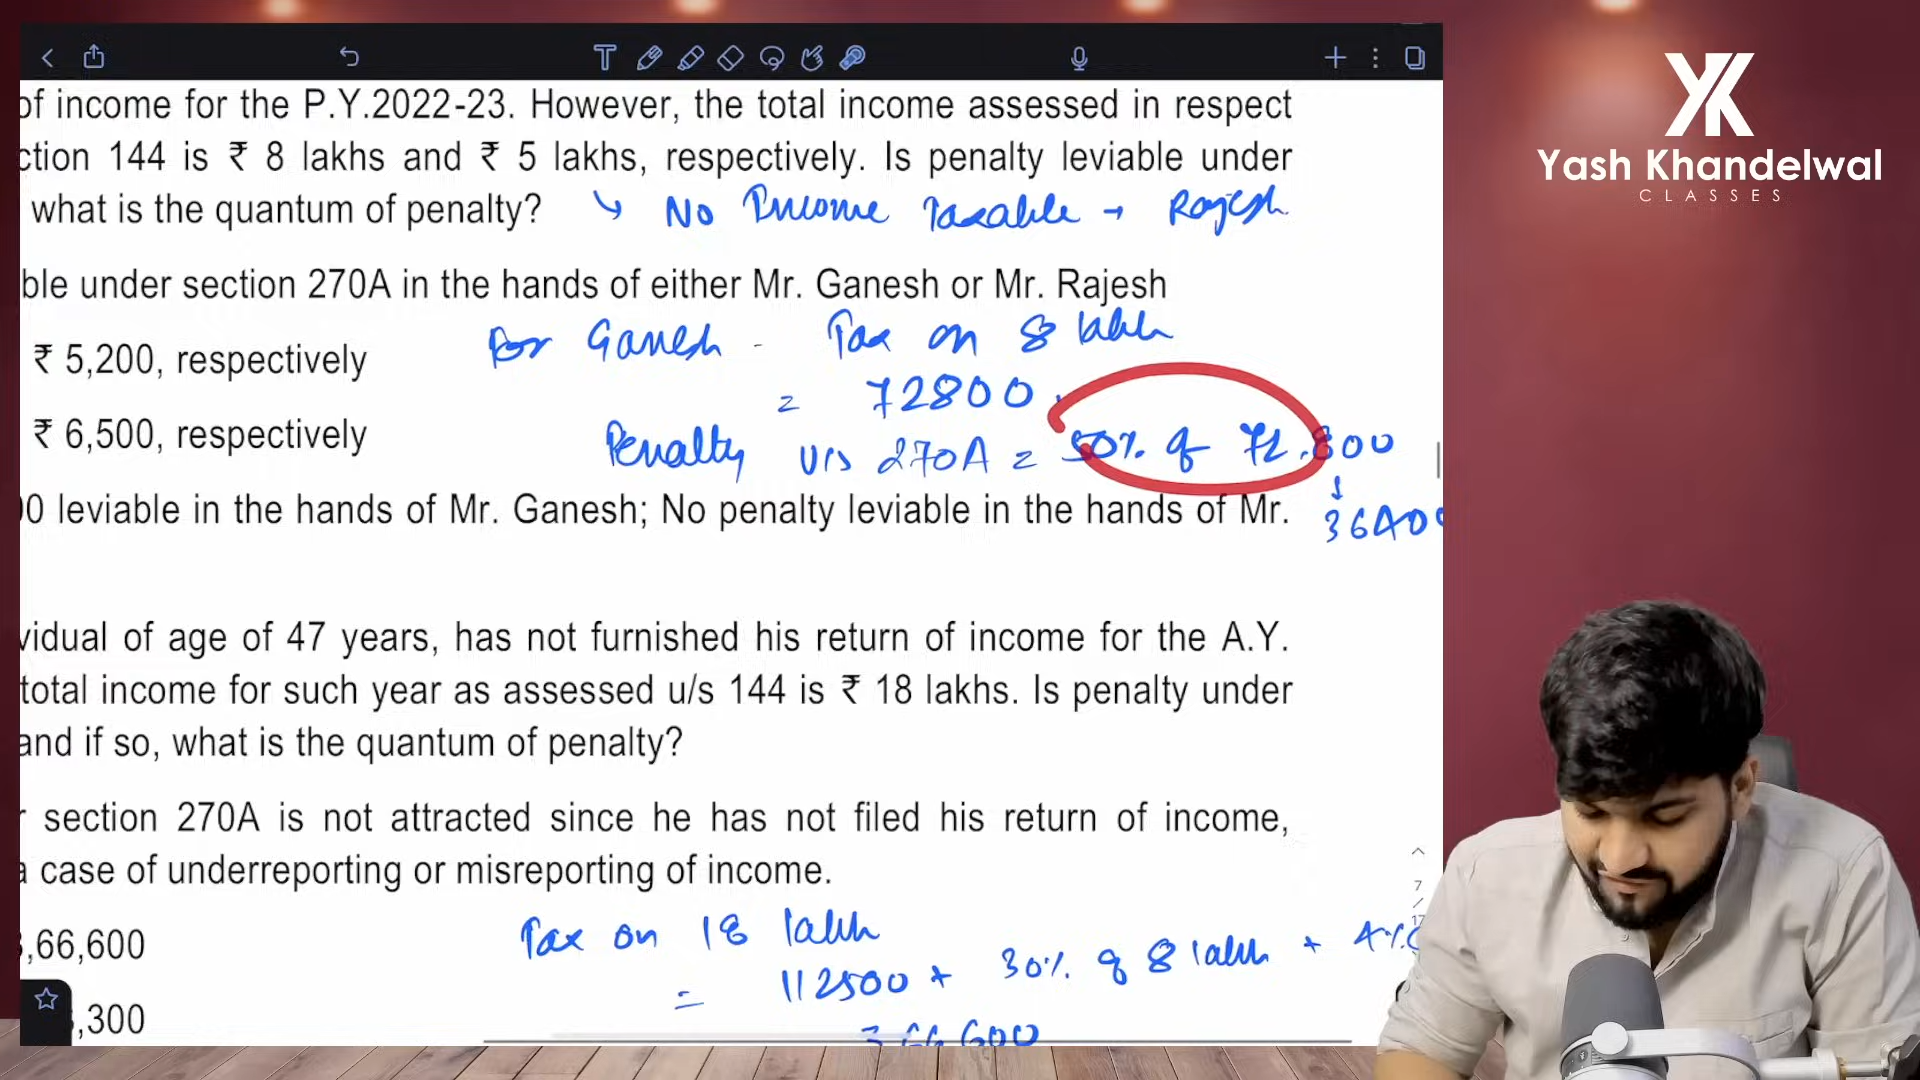 of income for the P.Y.2022-23. However, the total income assessed in respect
ction 144 is ₹ 8 lakhs and ₹ 5 lakhs, respectively. Is penalty leviable under
what is the quantum of penalty? ↘ No Income Taxable → Rajesh
ble under section 270A in the hands of either Mr. Ganesh or Mr. Rajesh
For Ganesh - Tax on 8 lakh
₹ 5,200, respectively
= 72800
₹ 6,500, respectively
Penalty u/s 270A = 50% of 72,800
↓
36400
00 leviable in the hands of Mr. Ganesh; No penalty leviable in the hands of Mr.
vidual of age of 47 years, has not furnished his return of income for the A.Y.
total income for such year as assessed u/s 144 is ₹ 18 lakhs. Is penalty under
and if so, what is the quantum of penalty?
section 270A is not attracted since he has not filed his return of income,
a case of underreporting or misreporting of income.
Tax on 18 lakh
,66,600
= 112500 + 30% of 8 lakh + 4%
,300
366600
7
/
17
YK
Yash Khandelwal
CLASSES